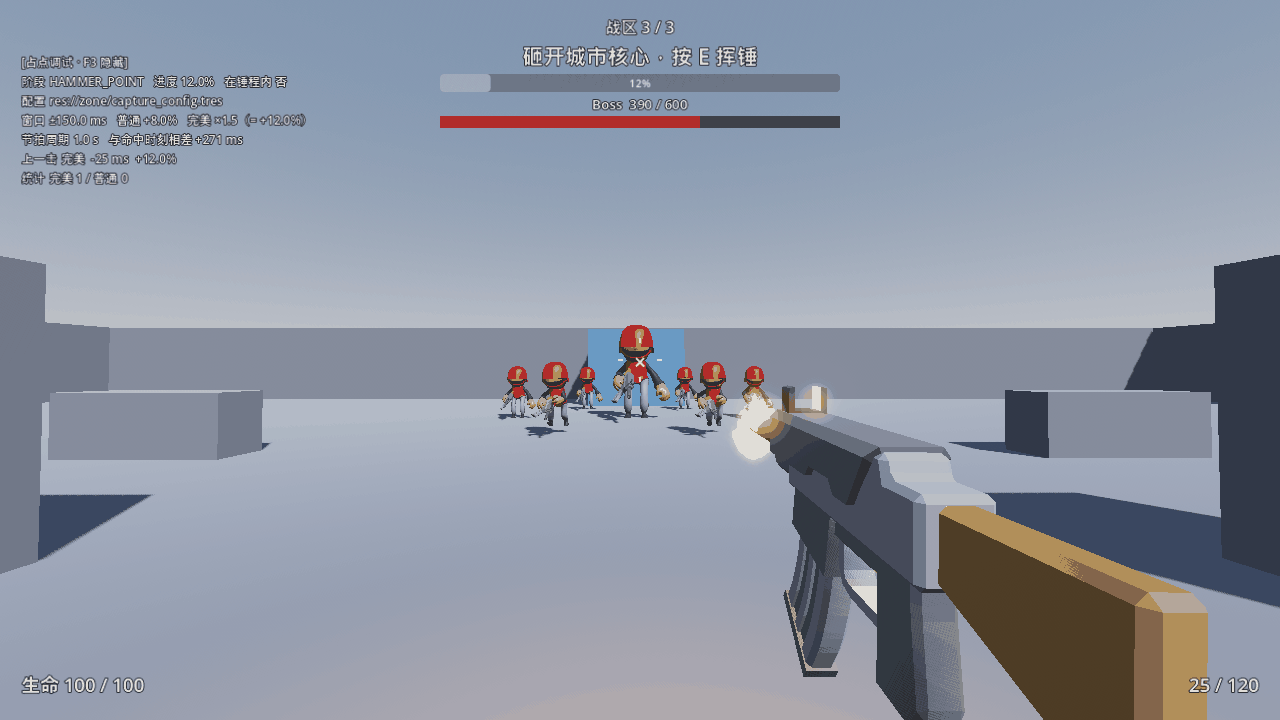 战区 3 / 3
砸开城市核心 · 按 E 挥锤
12%
Boss 390 / 600
[占点调试 · F3 隐藏]
阶段 HAMMER_POINT 进度 12.0% 在锤程内 否
配置 res://zone/capture_config.tres
窗口 ±150.0 ms 普通 +8.0% 完美 ×1.5 (= +12.0%)
节拍周期 1.0 s 与命中时刻相差 +271 ms
上一击 完美 -25 ms +12.0%
统计 完美 1 / 普通 0
生命 100 / 100
25 / 120